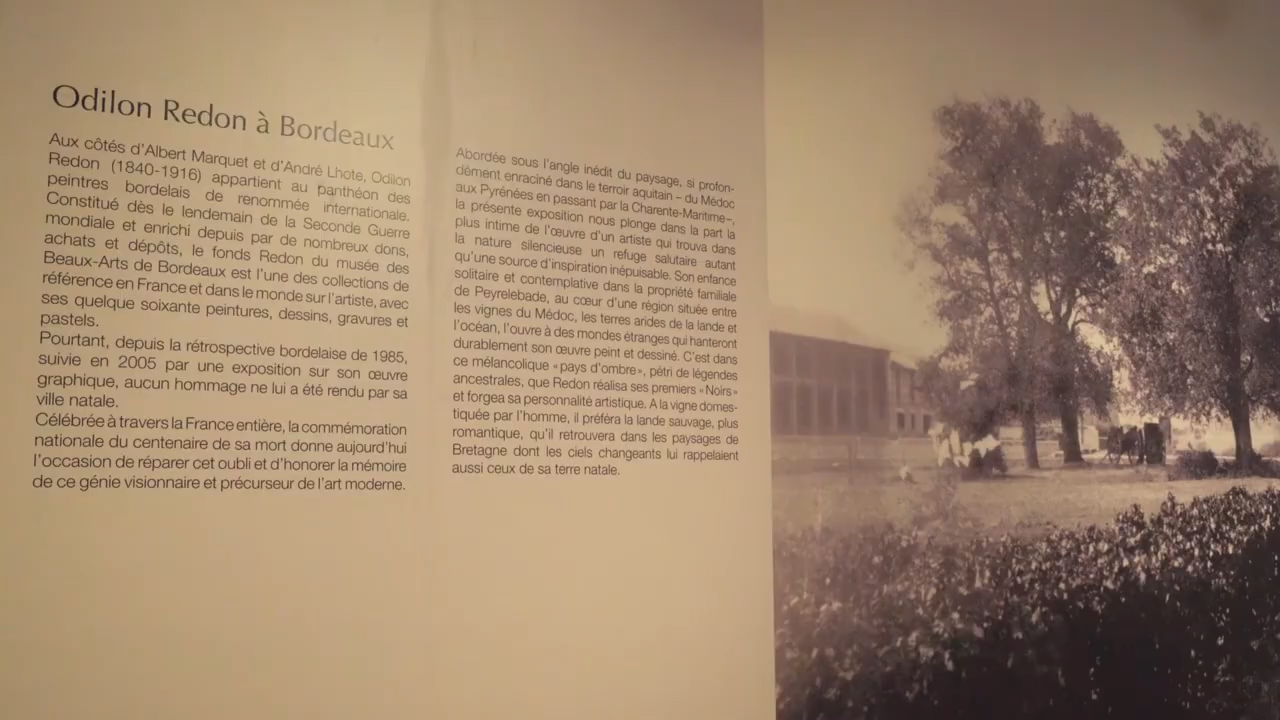 Odilon Redon à Bordeaux
Aux côtés d'Albert Marquet et d'André Lhote, Odilon
Redon (1840-1916) appartient au panthéon des
peintres bordelais de renommée internationale.
Constitué dès le lendemain de la Seconde Guerre
mondiale et enrichi depuis par de nombreux dons,
achats et dépôts, le fonds Redon du musée des
Beaux-Arts de Bordeaux est l'une des collections de
référence en France et dans le monde sur l'artiste, avec
ses quelque soixante peintures, dessins, gravures et
pastels.
Pourtant, depuis la rétrospective bordelaise de 1985,
suivie en 2005 par une exposition sur son œuvre
graphique, aucun hommage ne lui a été rendu par sa
ville natale.
Célébrée à travers la France entière, la commémoration
nationale du centenaire de sa mort donne aujourd'hui
l'occasion de réparer cet oubli et d'honorer la mémoire
de ce génie visionnaire et précurseur de l'art moderne.
Abordée sous l'angle inédit du paysage, si profon-
dément enraciné dans le terroir aquitain – du Médoc
aux Pyrénées en passant par la Charente-Maritime –,
la présente exposition nous plonge dans la part la
plus intime de l'œuvre d'un artiste qui trouva dans
la nature silencieuse un refuge salutaire autant
qu'une source d'inspiration inépuisable. Son enfance
solitaire et contemplative dans la propriété familiale
de Peyrelebade, au cœur d'une région située entre
les vignes du Médoc, les terres arides de la lande et
l'océan, l'ouvre à des mondes étranges qui hanteront
durablement son œuvre peint et dessiné. C'est dans
ce mélancolique « pays d'ombre », pétri de légendes
ancestrales, que Redon réalisa ses premiers « Noirs »
et forgea sa personnalité artistique. A la vigne domes-
tiquée par l'homme, il préféra la lande sauvage, plus
romantique, qu'il retrouvera dans les paysages de
Bretagne dont les ciels changeants lui rappelaient
aussi ceux de sa terre natale.